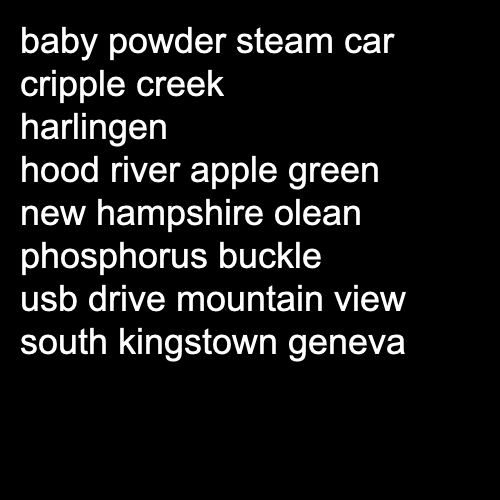 baby powder steam car
cripple creek
harlingen
hood river apple green
new hampshire olean
phosphorus buckle
usb drive mountain view
south kingstown geneva